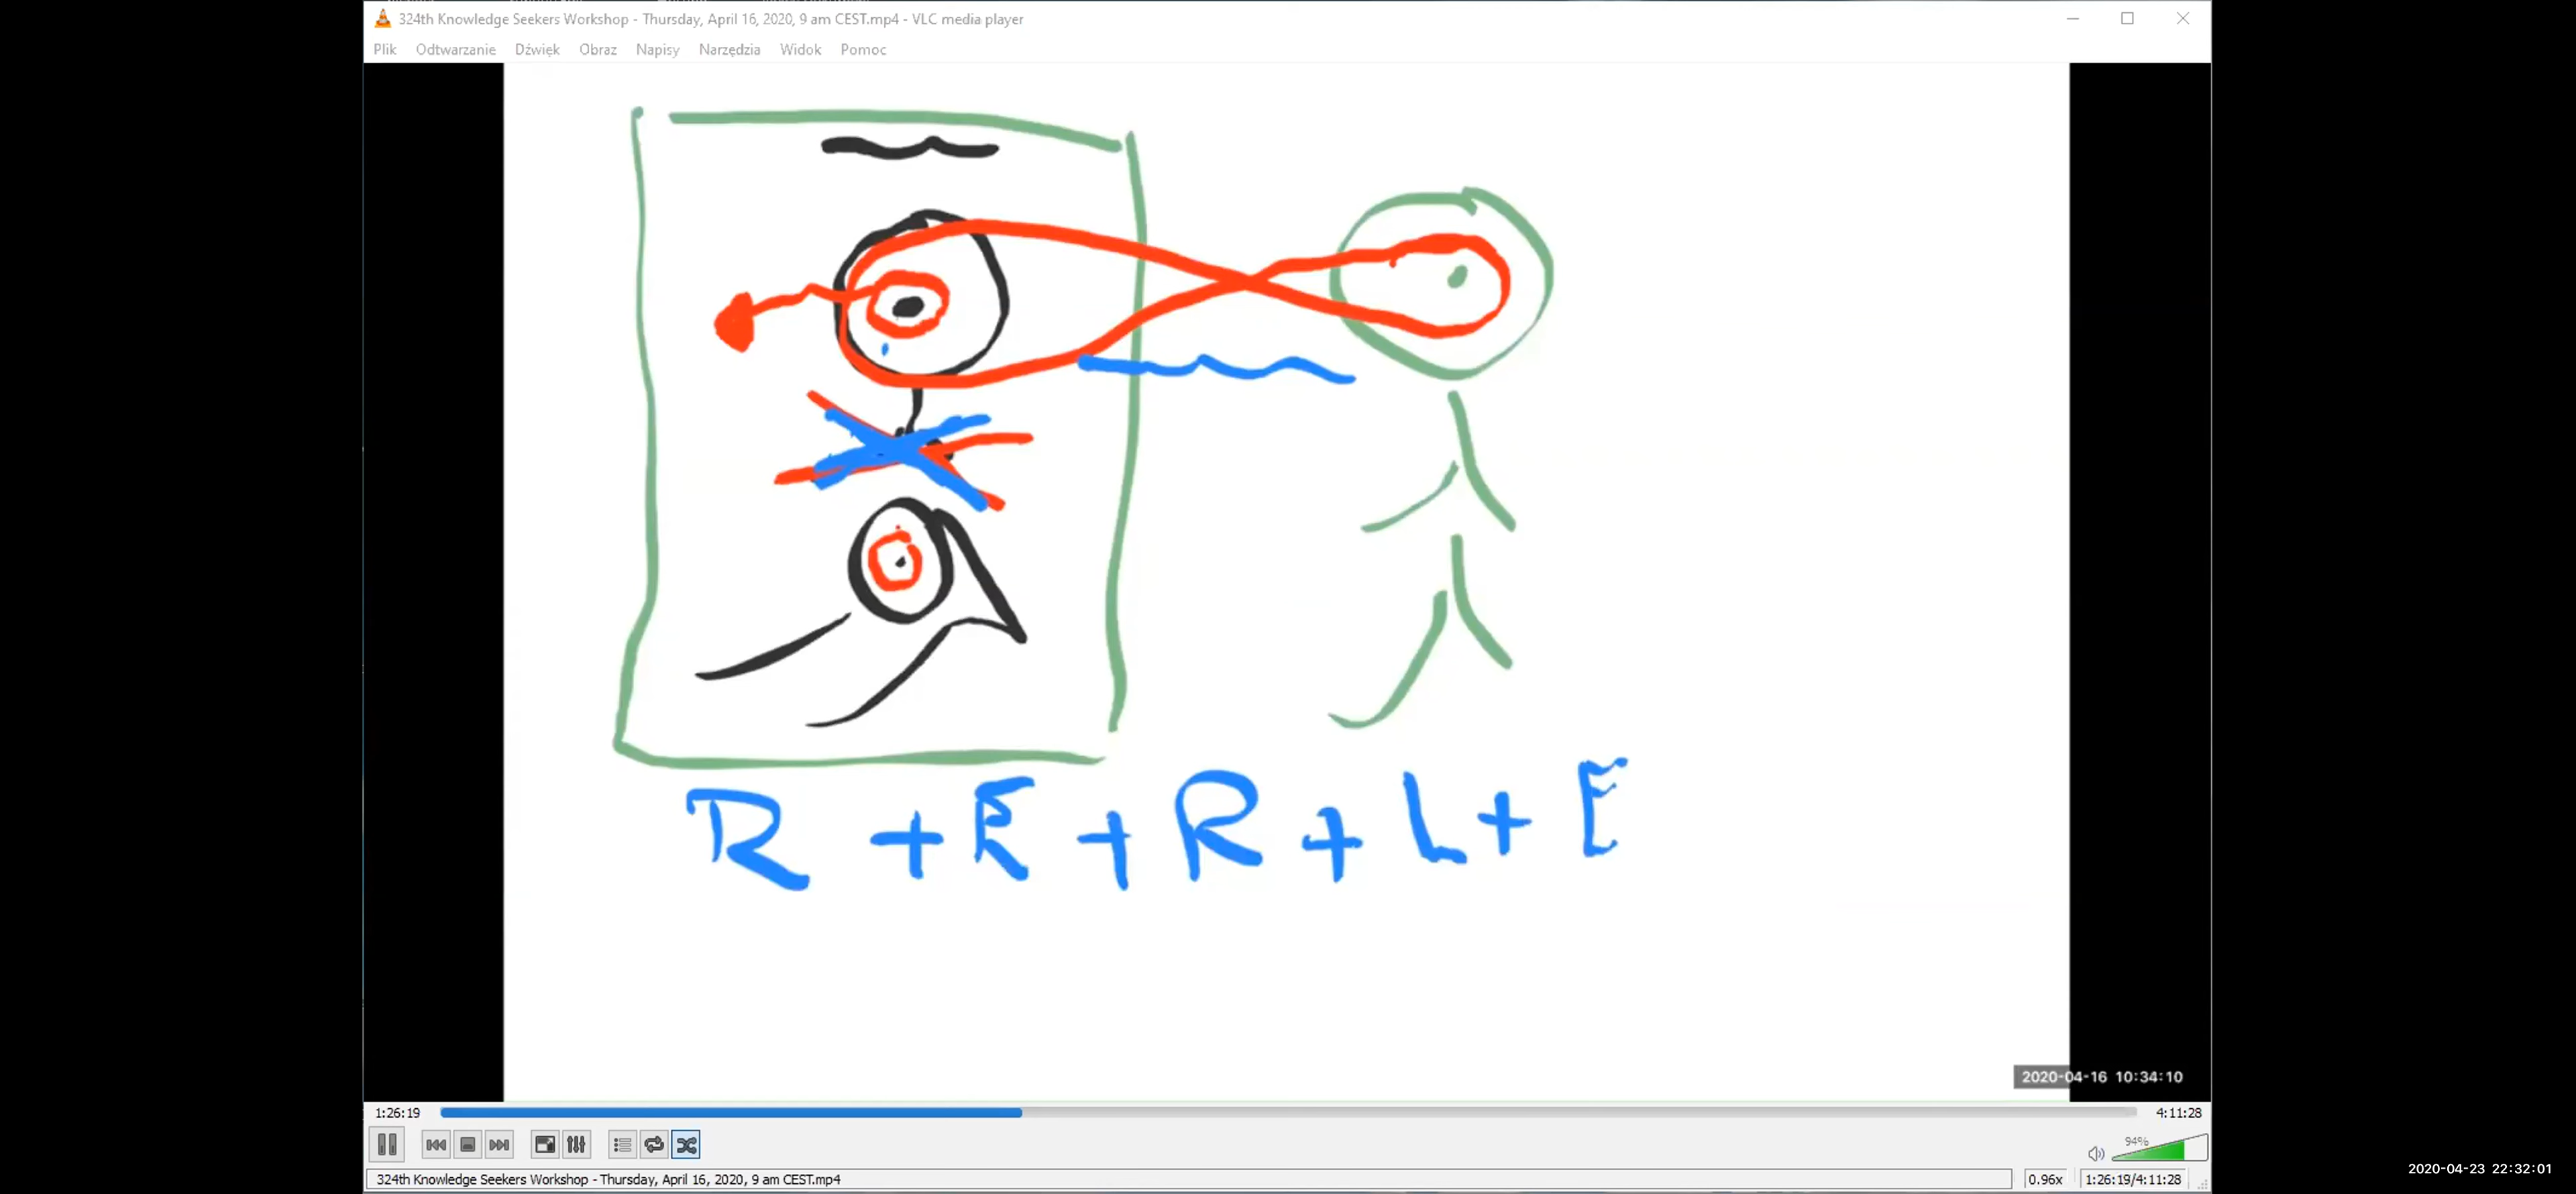 324th Knowledge Seekers Workshop - Thursday, April 16, 2020, 9 am CEST.mp4 - VLC media player
Plik Odtwarzanie Dźwięk Obraz Napisy Narzędzia Widok Pomoc
R + E + R + L + E
2020-04-16 10:34:10
1:26:19 4:11:28
94%
324th Knowledge Seekers Workshop - Thursday, April 16, 2020, 9 am CEST.mp4 0.96x 1:26:19/4:11:28
2020-04-23 22:32:01